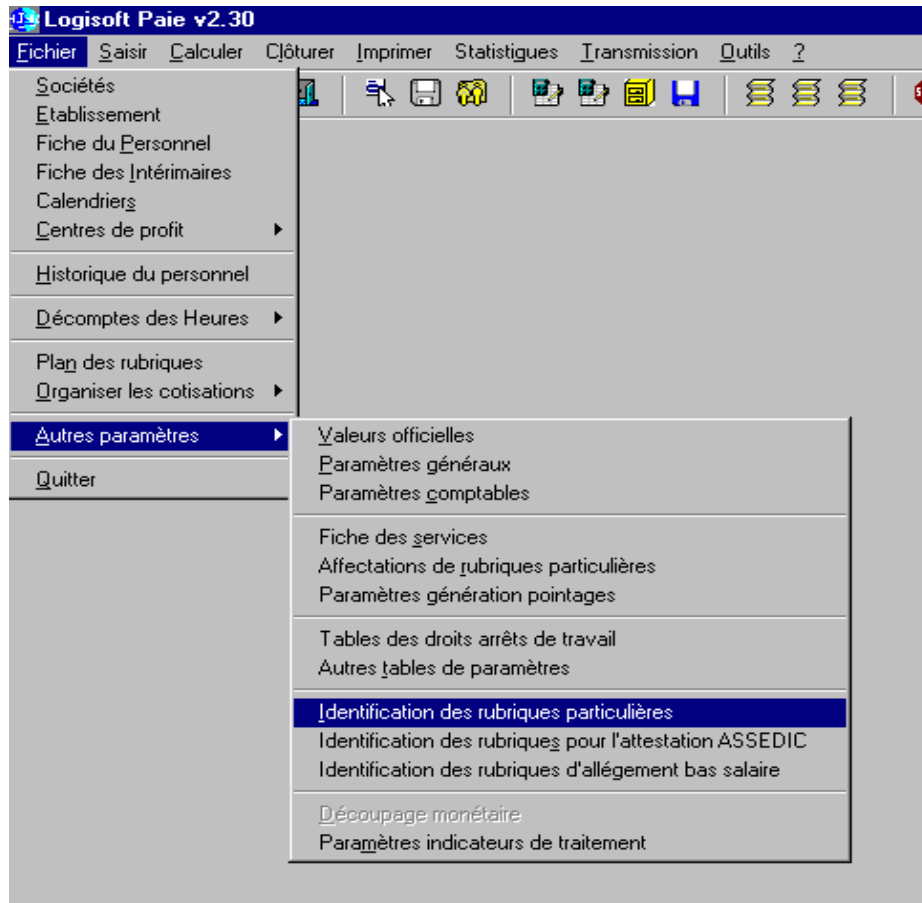 Logisoft Paie v2.30
Fichier Saisir Calculer Clôturer Imprimer Statistiques Transmission Outils ?
Sociétés
Etablissement
Fiche du Personnel
Fiche des Intérimaires
Calendriers
Centres de profit
Historique du personnel
Décomptes des Heures
Plan des rubriques
Organiser les cotisations
Autres paramètres
Quitter
Valeurs officielles
Paramètres généraux
Paramètres comptables
Fiche des services
Affectations de rubriques particulières
Paramètres génération pointages
Tables des droits arrêts de travail
Autres tables de paramètres
Identification des rubriques particulières
Identification des rubriques pour l'attestation ASSEDIC
Identification des rubriques d'allégement bas salaire
Découpage monétaire
Paramètres indicateurs de traitement